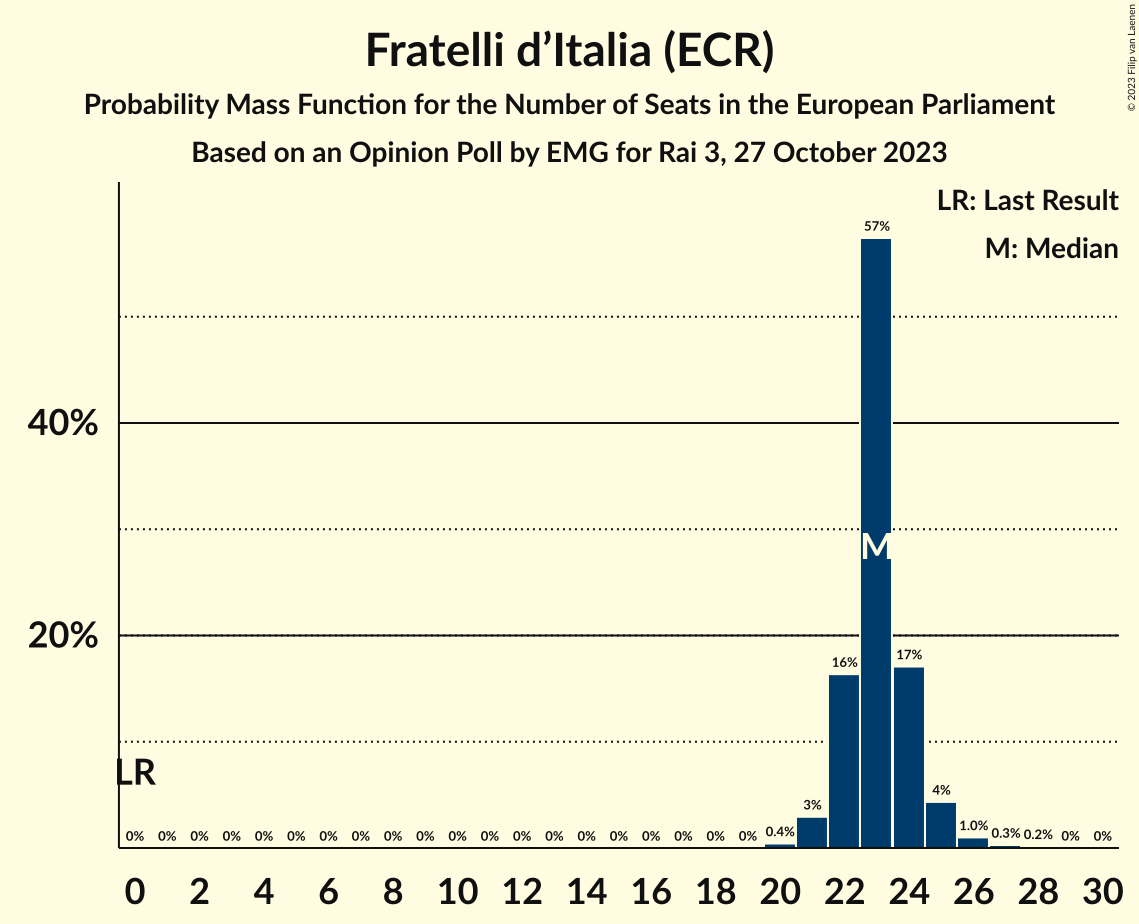 Fratelli d’Italia (ECR)
Probability Mass Function for the Number of Seats in the European Parliament
Based on an Opinion Poll by EMG for Rai 3, 27 October 2023
© 2023 Filip van Laenen
LR: Last Result
M: Median
57%
40%
M
20%
16%
17%
LR
3%
4%
0% 0% 0% 0% 0% 0% 0% 0% 0% 0% 0% 0% 0% 0% 0% 0% 0% 0% 0% 0% 0.4% 1.0% 0.3% 0.2% 0% 0%
0 2 4 6 8 10 12 14 16 18 20 22 24 26 28 30